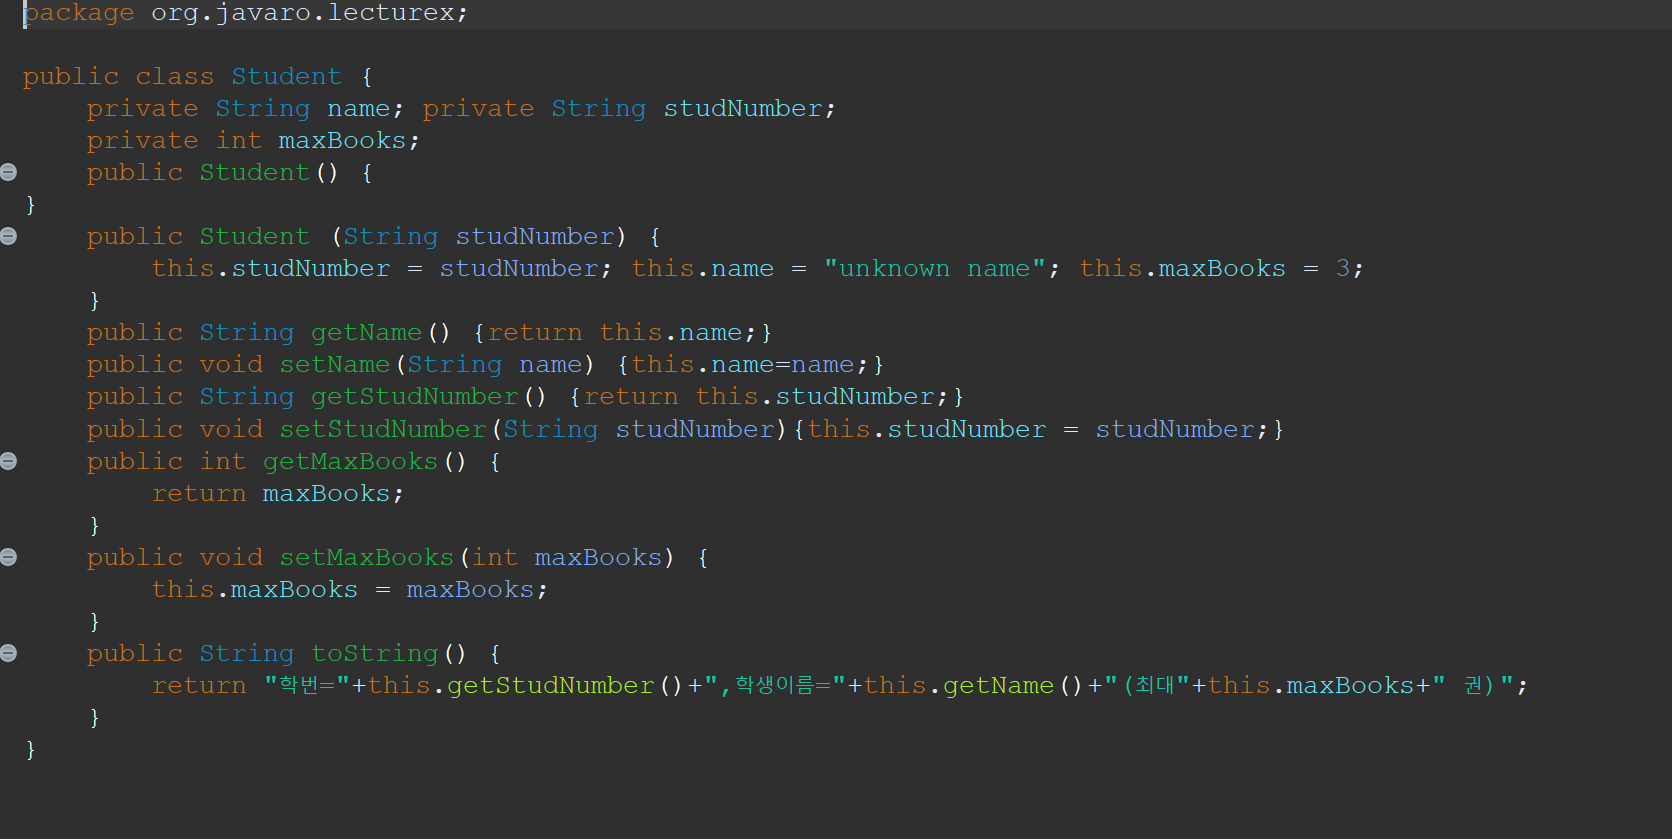 package org.javaro.lecturex;
public class Student {
private String name; private String studNumber;
private int maxBooks;
public Student() {
}
public Student (String studNumber) {
this.studNumber = studNumber; this.name = "unknown name"; this.maxBooks = 3;
}
public String getName() {return this.name;}
public void setName(String name) {this.name=name;}
public String getStudNumber() {return this.studNumber;}
public void setStudNumber(String studNumber){this.studNumber = studNumber;}
public int getMaxBooks() {
return maxBooks;
}
public void setMaxBooks(int maxBooks) {
this.maxBooks = maxBooks;
}
public String toString() {
return "학번="+this.getStudNumber()+",학생이름="+this.getName()+"(최대"+this.maxBooks+" 권)";
}
}